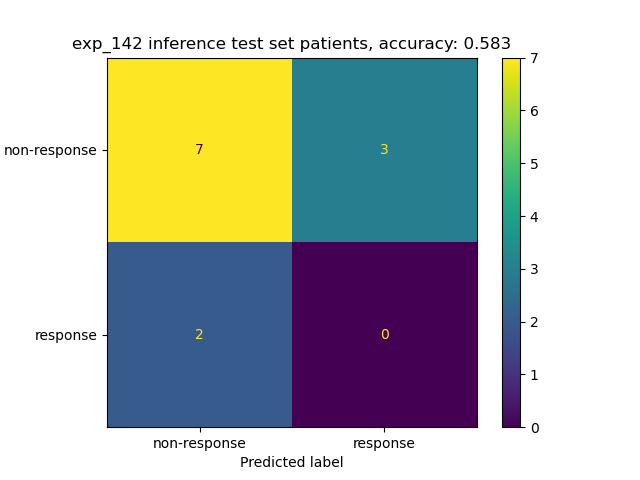 exp_142 inference test set patients, accuracy: 0.583
non-response
response
7
3
2
0
non-response
response
Predicted label
7
6
5
4
3
2
1
0